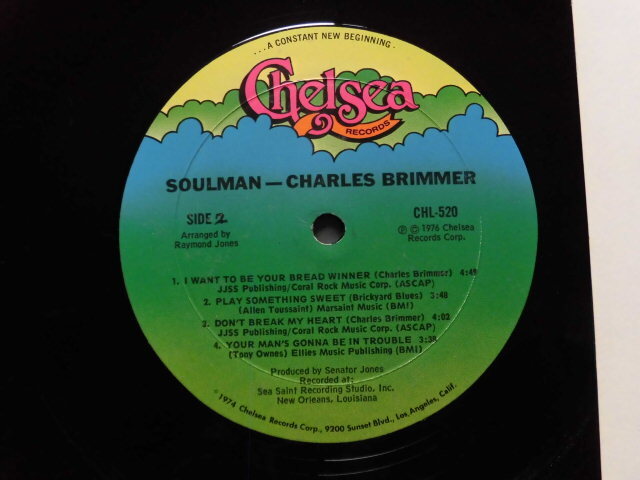 ...A CONSTANT NEW BEGINNING.
Chelsea
RECORDS
SOULMAN — CHARLES BRIMMER
SIDE 2
Arranged by
Raymond Jones
CHL-520
℗ © 1976 Chelsea
Records Corp.
1. I WANT TO BE YOUR BREAD WINNER (Charles Brimmer) 4:49
JJSS Publishing/Coral Rock Music Corp. (ASCAP)
2. PLAY SOMETHING SWEET (Brickyard Blues) 3:48
(Allen Toussaint) Marsaint Music (BMI)
3. DON'T BREAK MY HEART (Charles Brimmer) 4:02
JJSS Publishing/Coral Rock Music Corp. (ASCAP)
4. YOUR MAN'S GONNA BE IN TROUBLE 3:38
(Tony Ownes) Ellies Music Publishing (BMI)
Produced by Senator Jones
Recorded at:
Sea Saint Recording Studio, Inc.
New Orleans, Louisiana
© 1974 Chelsea Records Corp., 9200 Sunset Blvd., Los Angeles, Calif.